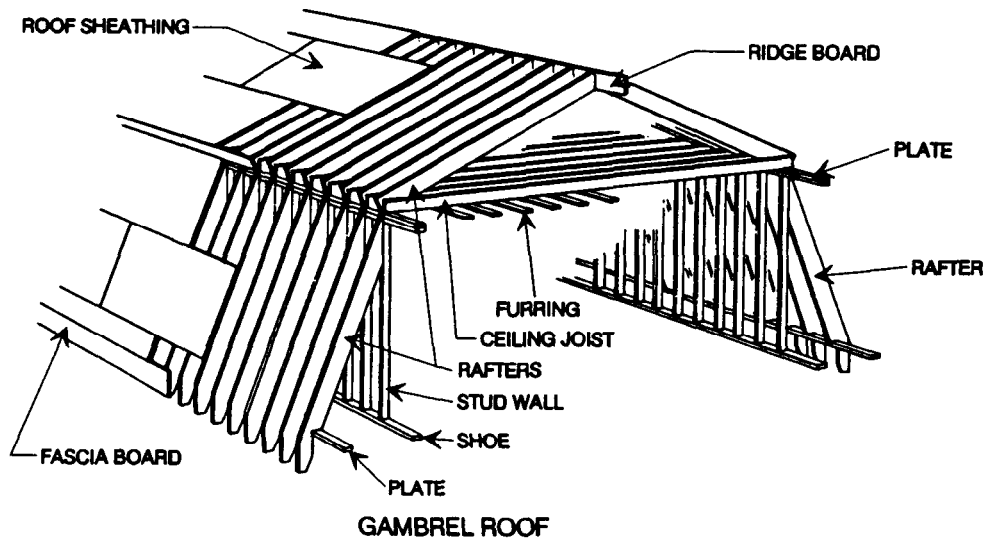 ROOF SHEATHING
RIDGE BOARD
PLATE
RAFTER
FURRING
CEILING JOIST
RAFTERS
STUD WALL
SHOE
FASCIA BOARD
PLATE
GAMBREL ROOF